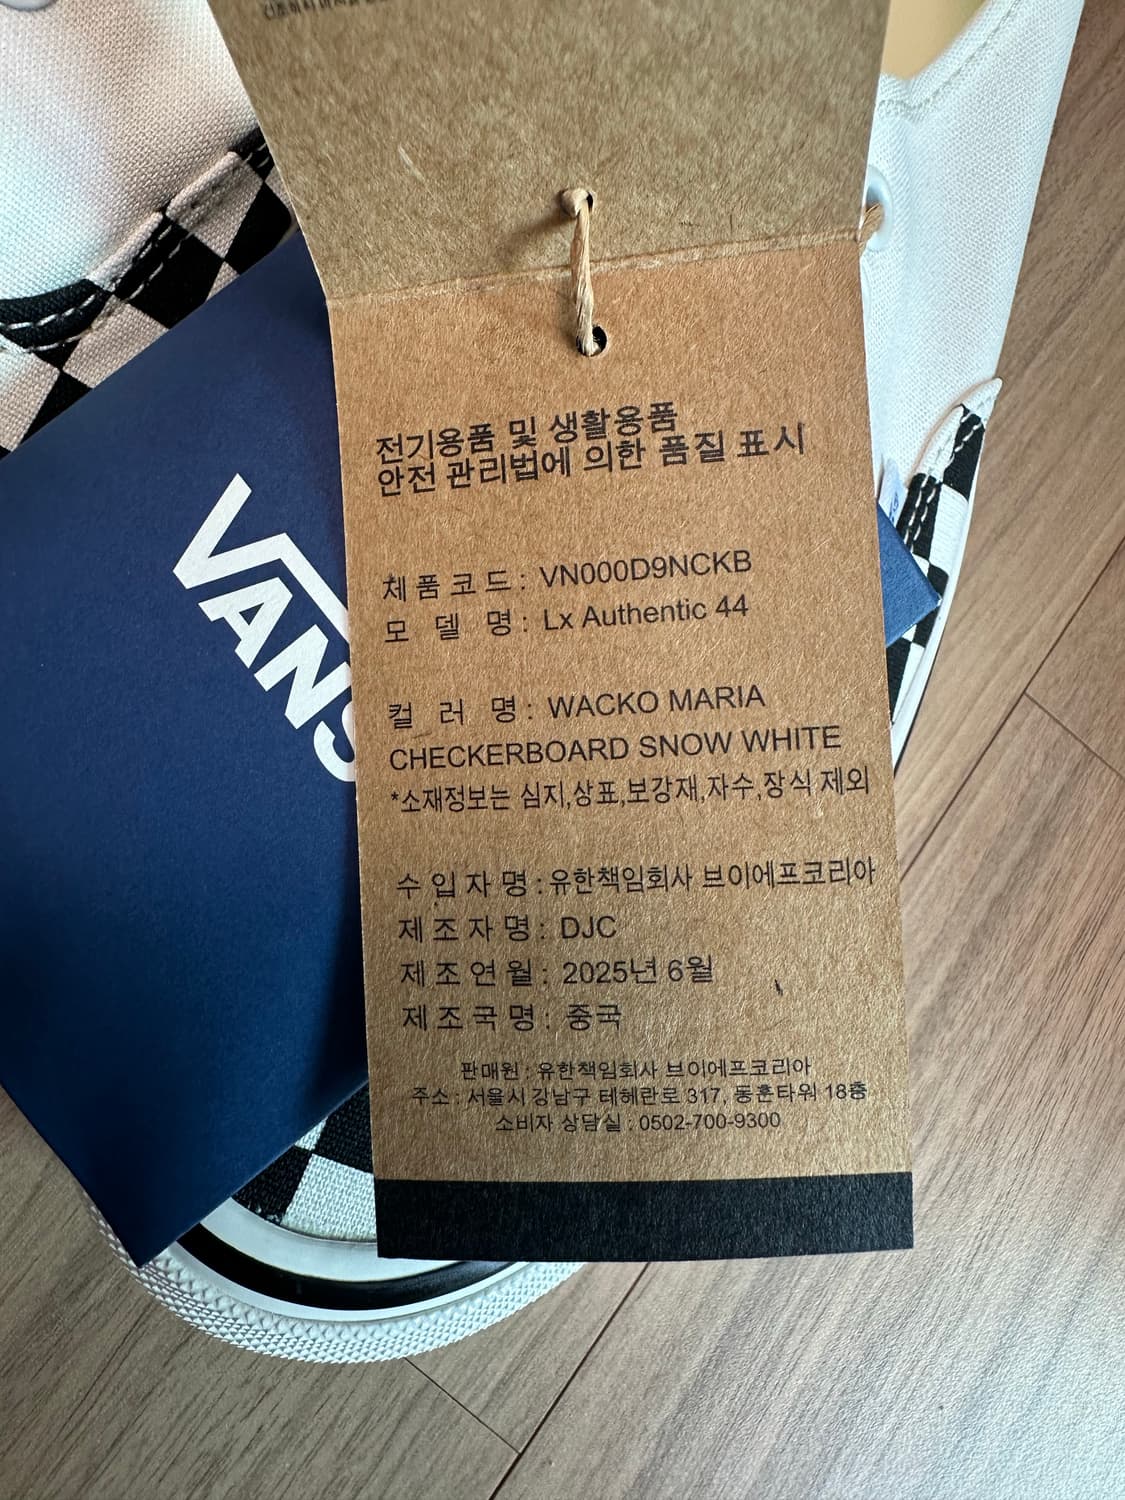 전기용품 및 생활용품
안전 관리법에 의한 품질 표시
제품코드: VN000D9NCKB
모 델 명: Lx Authentic 44
컬 러 명: WACKO MARIA
CHECKERBOARD SNOW WHITE
*소재정보는 심지,상표,보강재,자수,장식 제외
수입자명:유한책임회사 브이에프코리아
제조자명: DJC
제조연월: 2025년 6월
제조국명: 중국
판매원 : 유한책임회사 브이에프코리아
주소 : 서울시 강남구 테헤란로 317, 동훈타워 18층
소비자 상담실 : 0502-700-9300
VANS